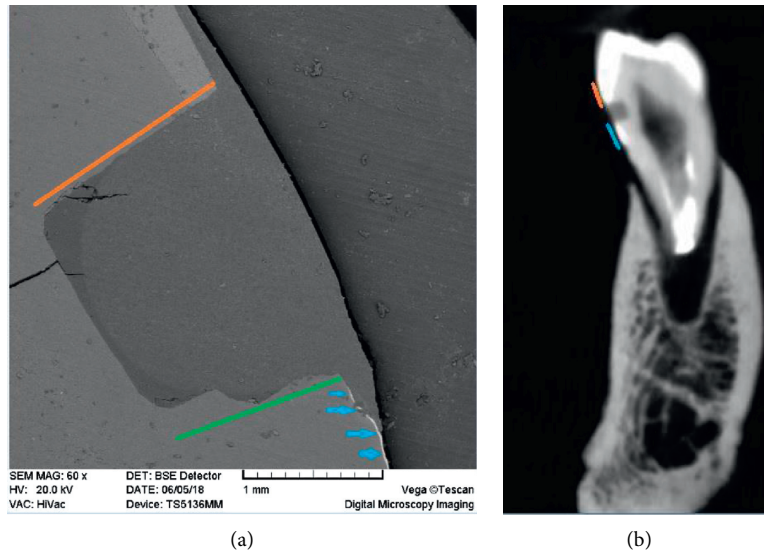 SEM MAG: 60 x DET: BSE Detector
HV: 20.0 kV DATE: 06/05/18 1 mm Vega ©Tescan
VAC: HiVac Device: TS5136MM Digital Microscopy Imaging
(a) (b)